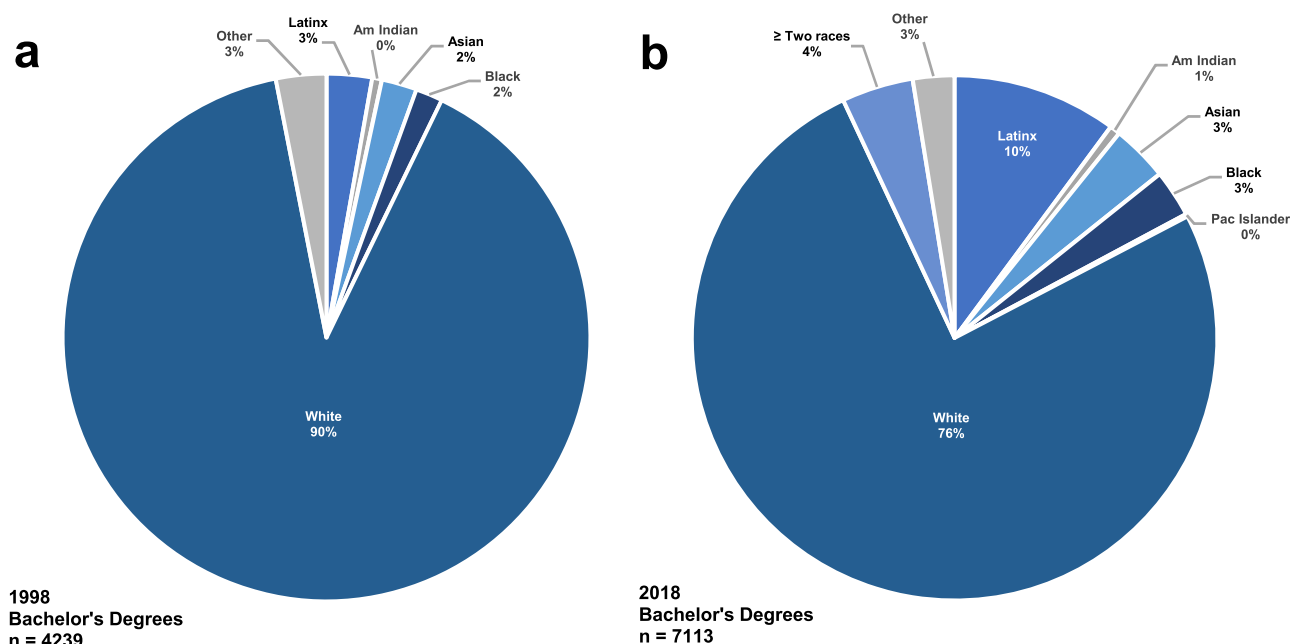 a
Other
3%
Latinx
3%
Am Indian
0%
Asian
2%
Black
2%
White
90%
1998
Bachelor's Degrees
n = 4239
b
≥ Two races
4%
Other
3%
Latinx
10%
Am Indian
1%
Asian
3%
Black
3%
Pac Islander
0%
White
76%
2018
Bachelor's Degrees
n = 7113